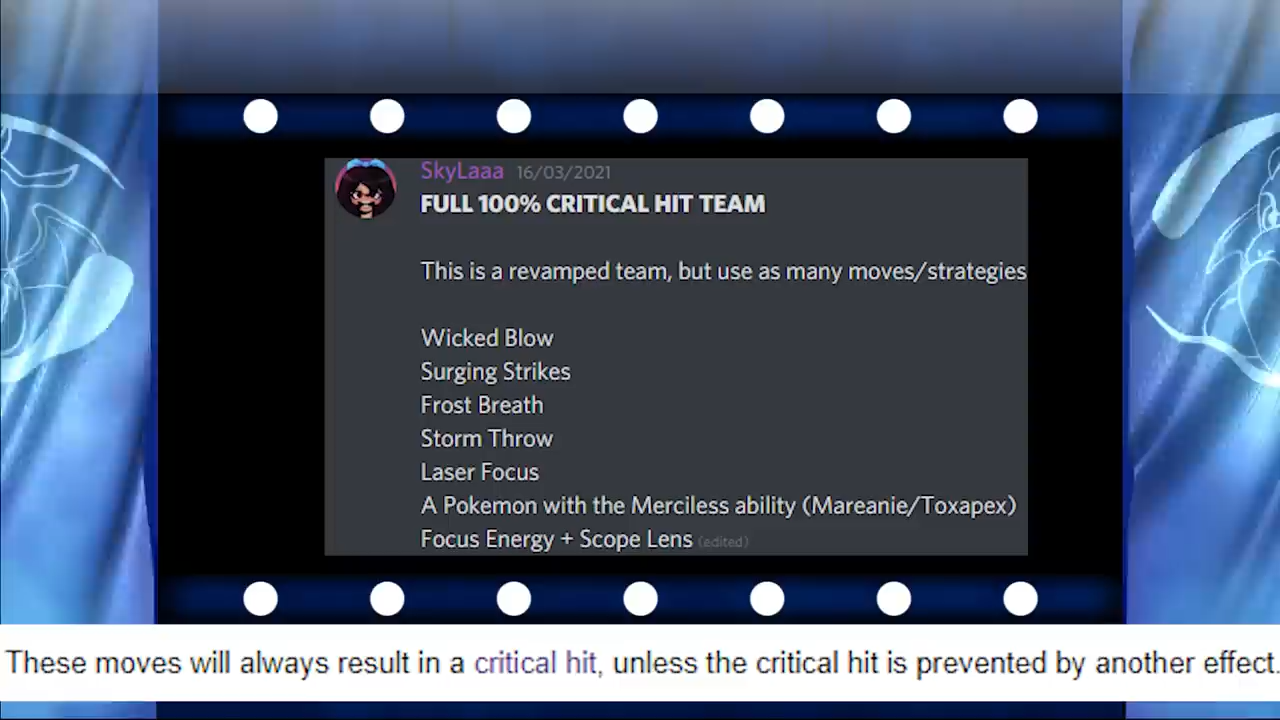 SkyLaaa 16/03/2021
FULL 100% CRITICAL HIT TEAM
This is a revamped team, but use as many moves/strategies
Wicked Blow
Surging Strikes
Frost Breath
Storm Throw
Laser Focus
A Pokemon with the Merciless ability (Mareanie/Toxapex)
Focus Energy + Scope Lens (edited)
These moves will always result in a critical hit, unless the critical hit is prevented by another effect.